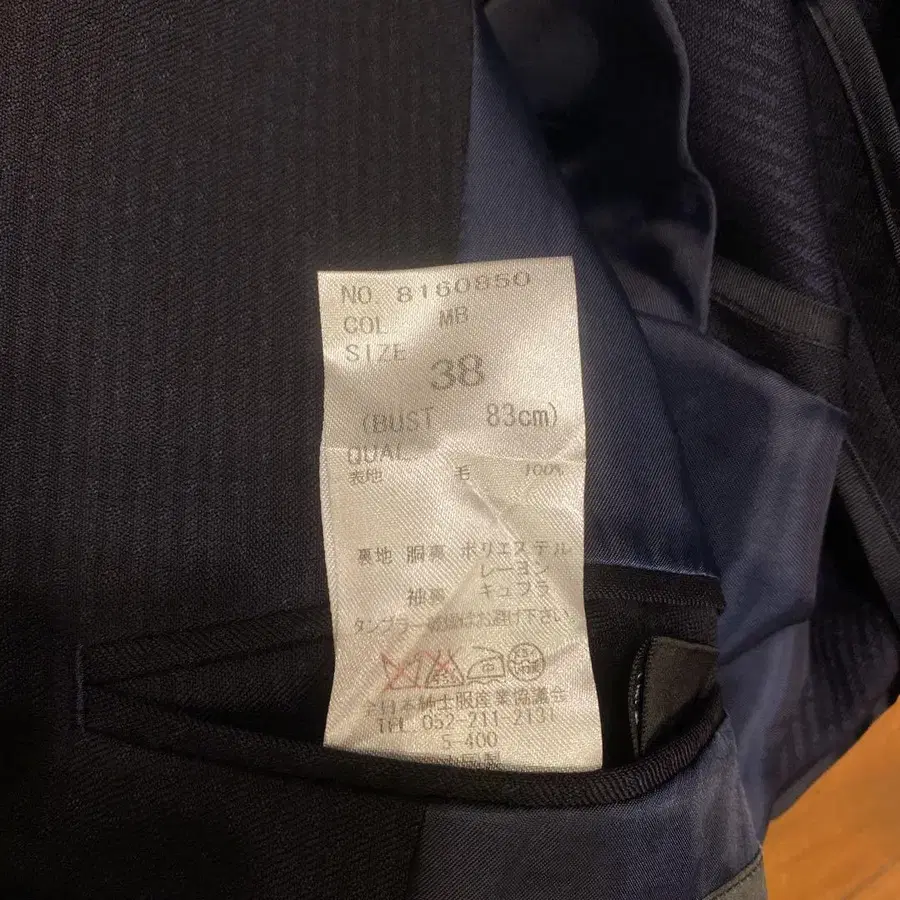 NO. 8160850
COL MB
SIZE
38
(BUST 83cm)
QUAL
表地 毛 100%
裏地 胴裏 ポリエステル
レーヨン
袖裏 キュプラ
タンブラー乾燥はお避け下さい
全日本紳士服産業協議会
TEL 052-211-2131
S-400